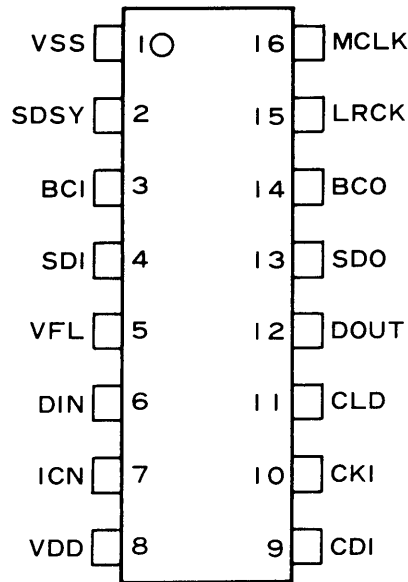 VSS 1 16 MCLK
SDSY 2 15 LRCK
BCI 3 14 BCO
SDI 4 13 SDO
VFL 5 12 DOUT
DIN 6 11 CLD
ICN 7 10 CKI
VDD 8 9 CDI